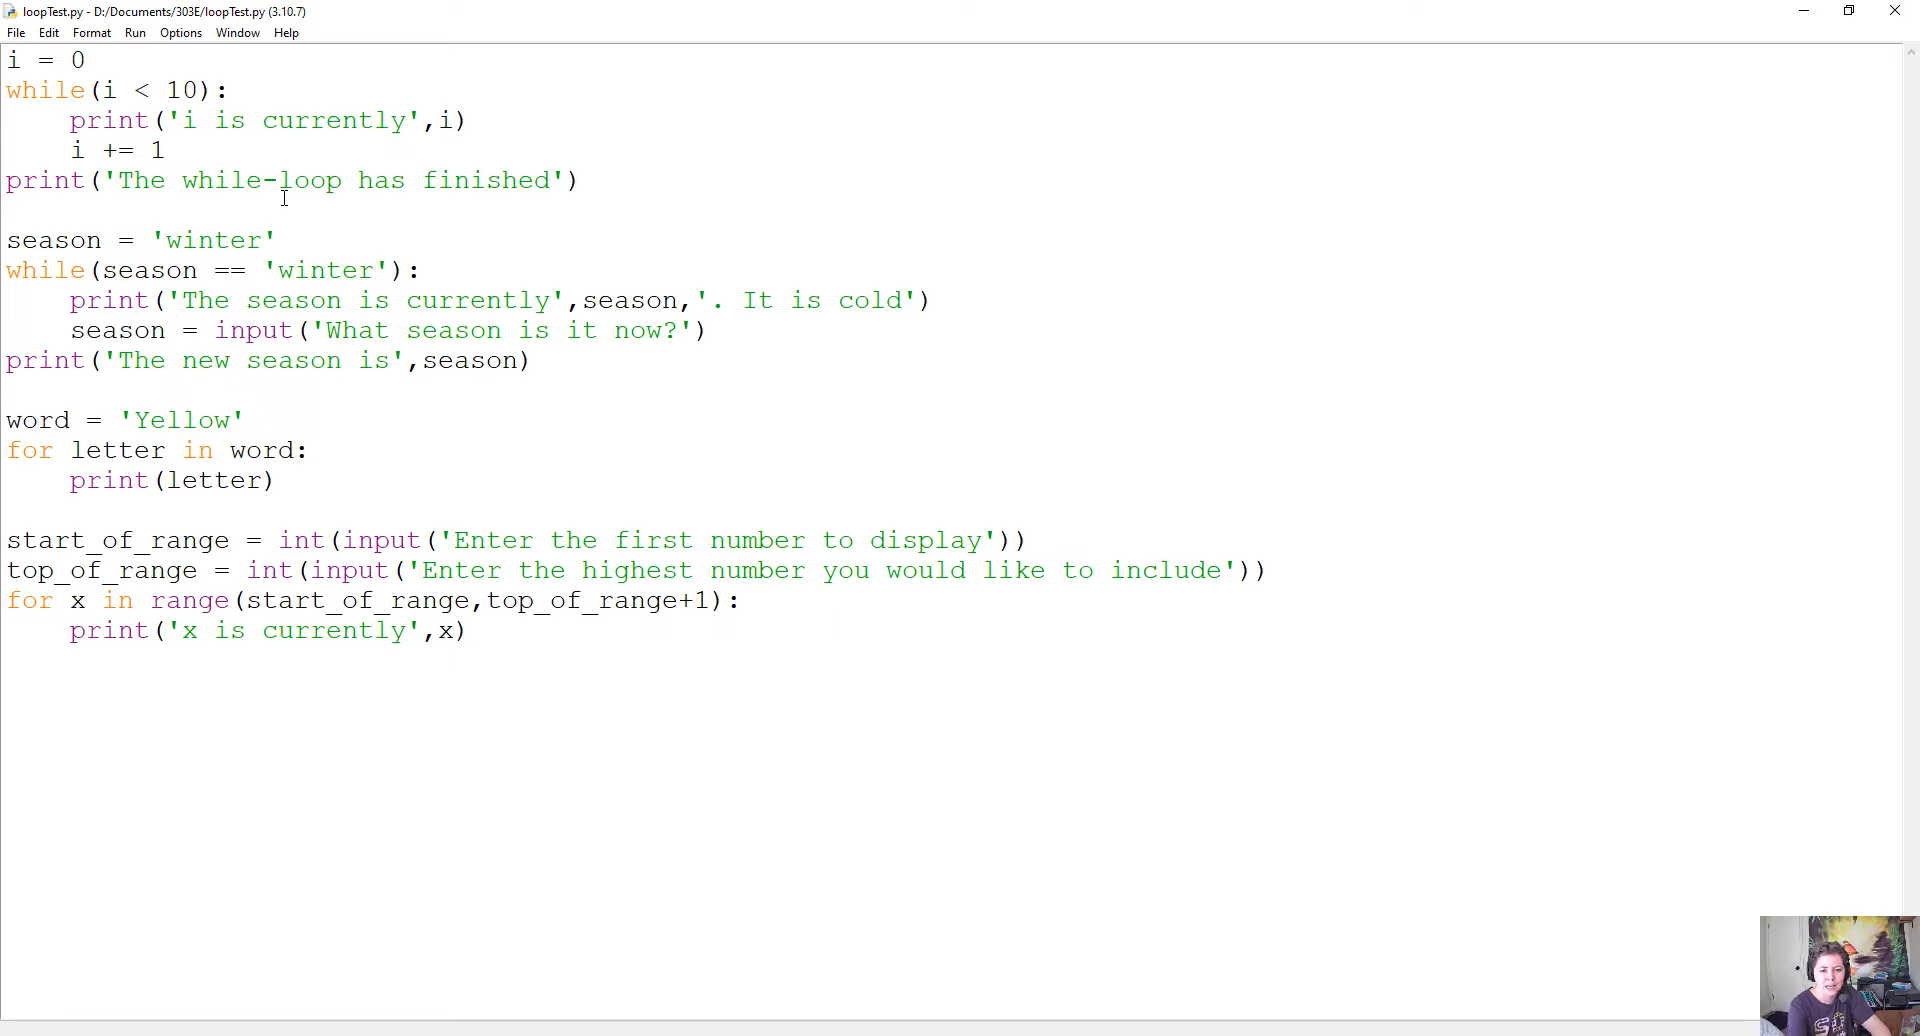 loopTest.py - D:/Documents/303E/loopTest.py (3.10.7)
File Edit Format Run Options Window Help
i = 0
while(i < 10):
    print('i is currently',i)
    i += 1
print('The while-loop has finished')
season = 'winter'
while(season == 'winter'):
    print('The season is currently',season,'. It is cold')
    season = input('What season is it now?')
print('The new season is',season)
word = 'Yellow'
for letter in word:
    print(letter)
start_of_range = int(input('Enter the first number to display'))
top_of_range = int(input('Enter the highest number you would like to include'))
for x in range(start_of_range,top_of_range+1):
    print('x is currently',x)